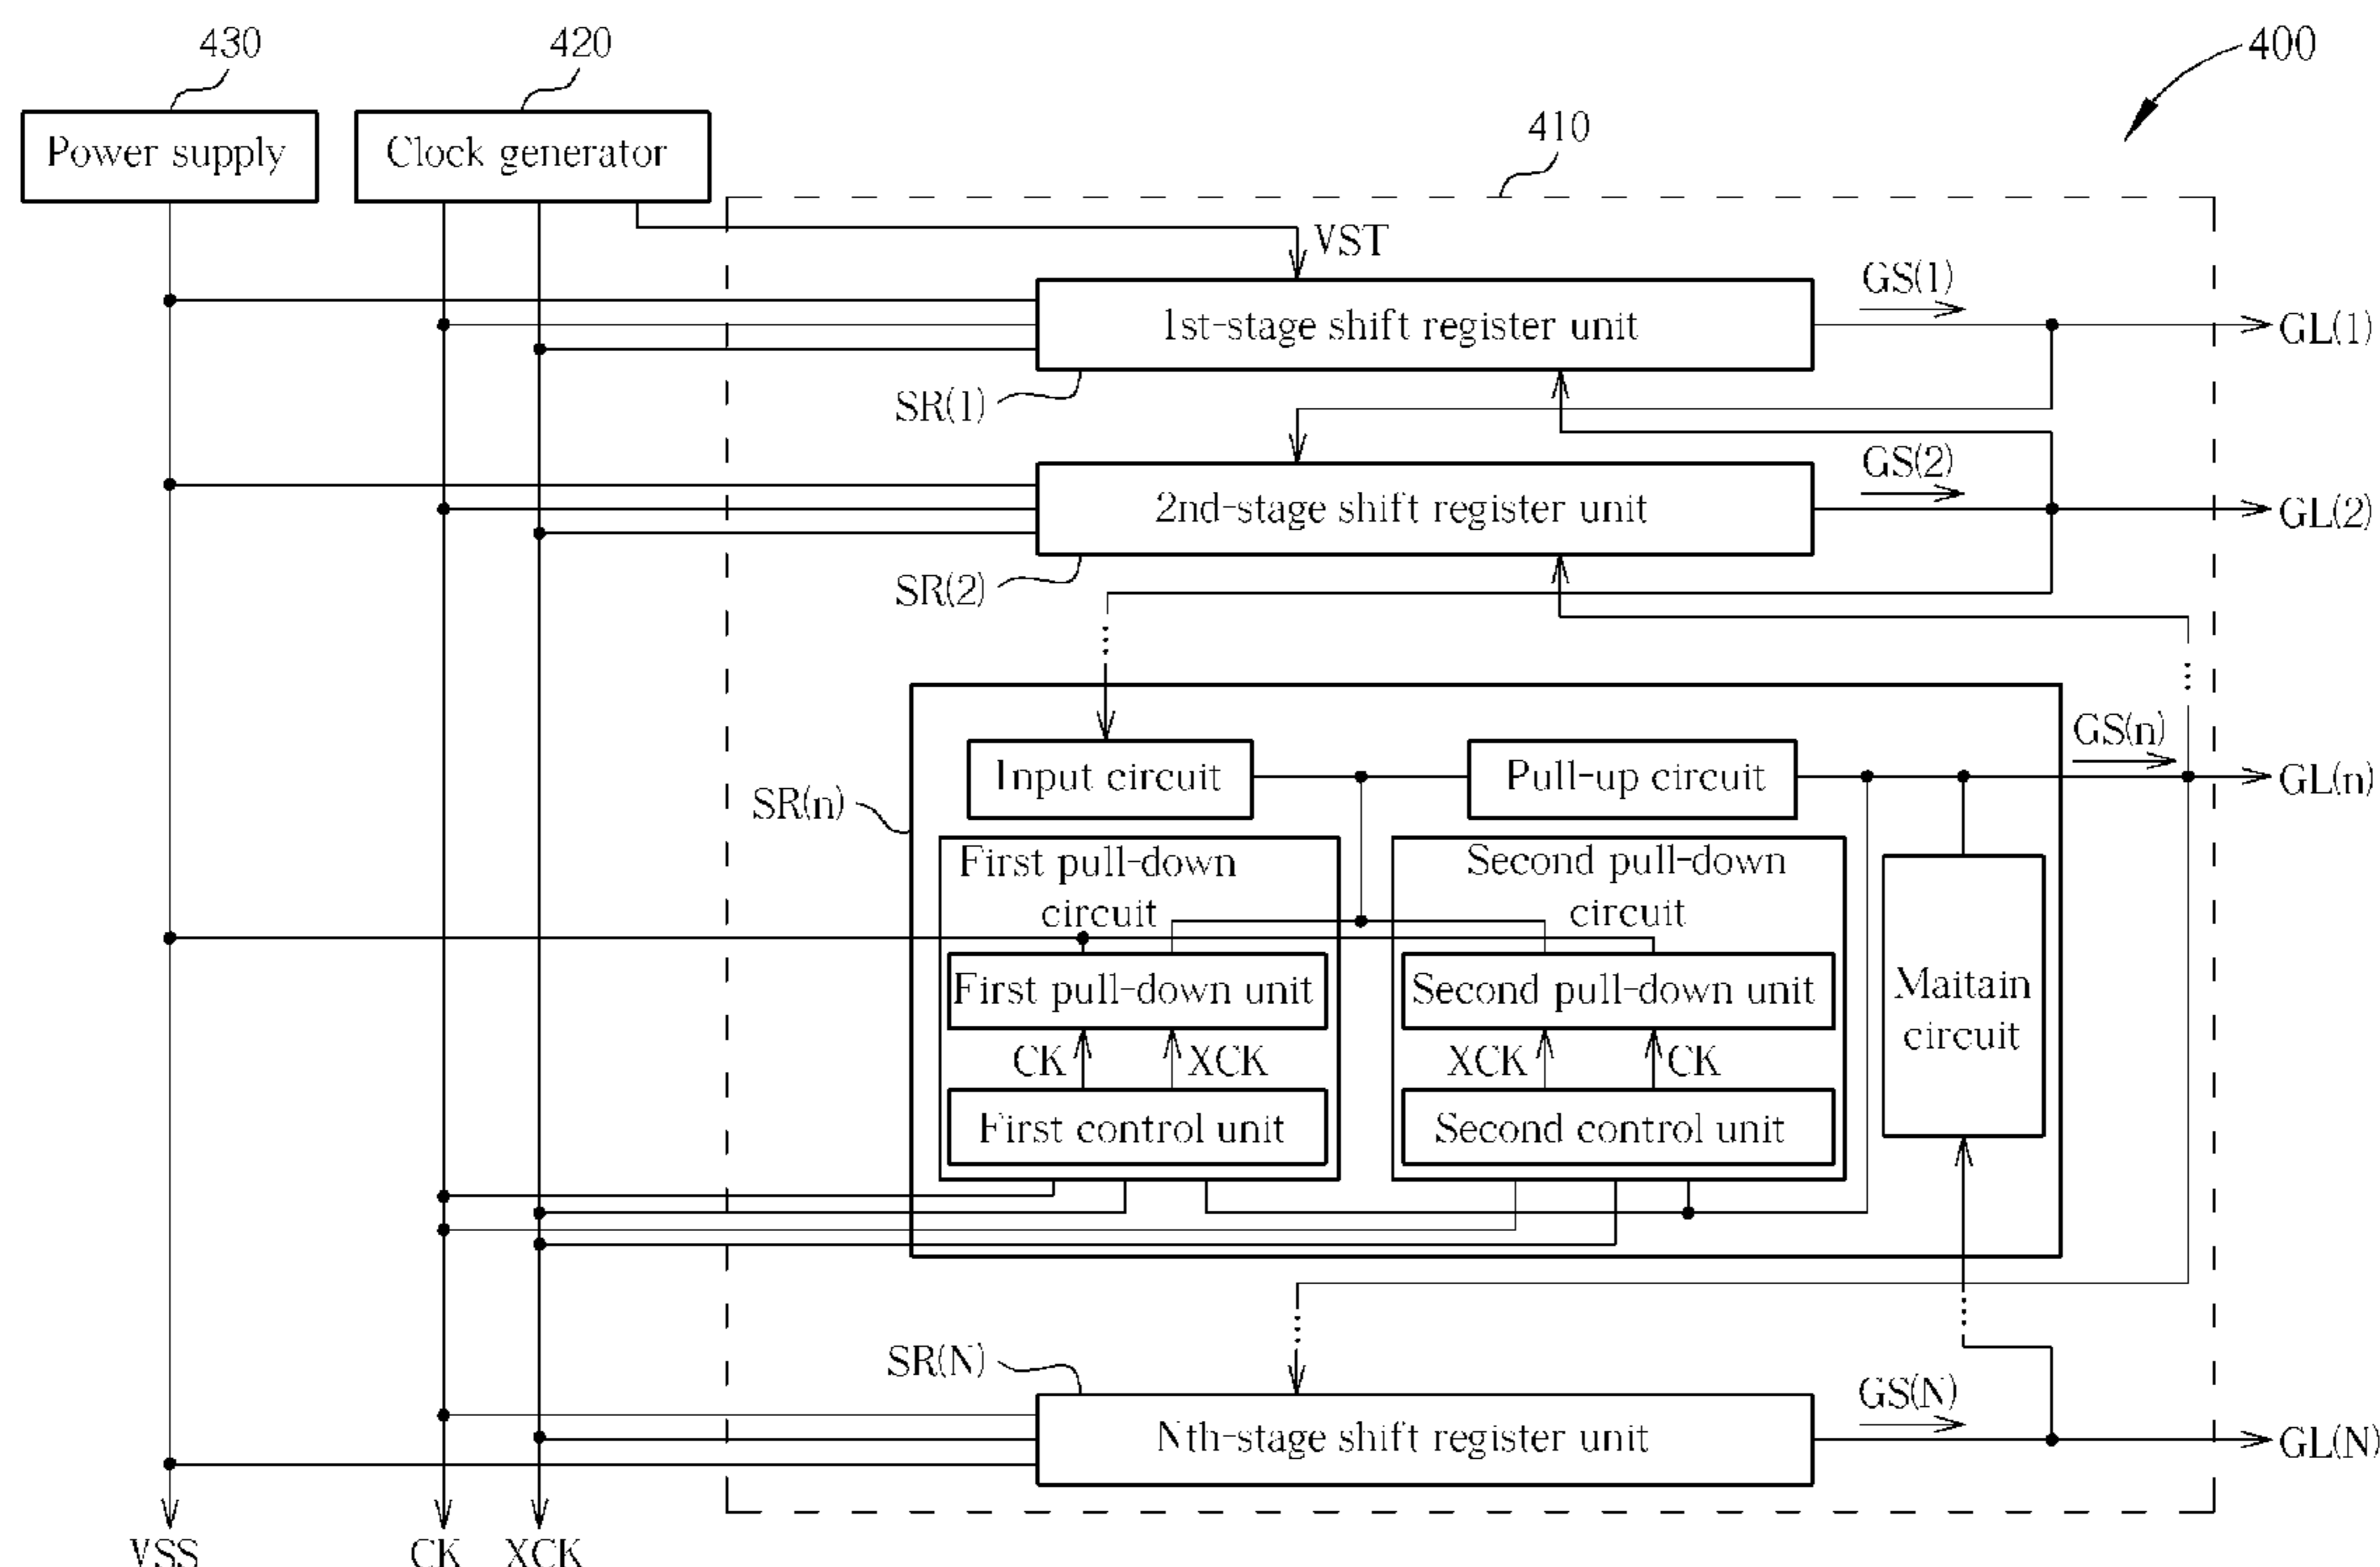 430
420
400
Power supply
Clock generator
410
VST
GS(1)
1st-stage shift register unit
GL(1)
SR(1)
GS(2)
2nd-stage shift register unit
GL(2)
SR(2)
GS(n)
Input circuit
Pull-up circuit
GL(n)
SR(n)
First pull-down
circuit
Second pull-down
circuit
First pull-down unit
Second pull-down unit
Maitain
circuit
CK
XCK
XCK
CK
First control unit
Second control unit
SR(N)
GS(N)
Nth-stage shift register unit
GL(N)
VSS
CK
XCK